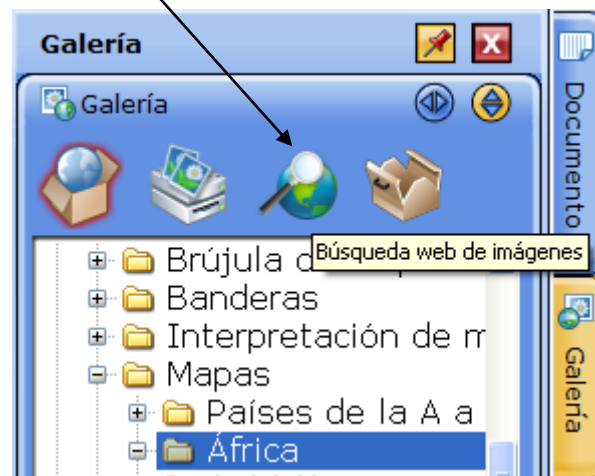 Galería
Galería
Búsqueda web de imágenes
Brújula d
Banderas
Interpretación de m
Mapas
Países de la A a
África
Documento
Galería